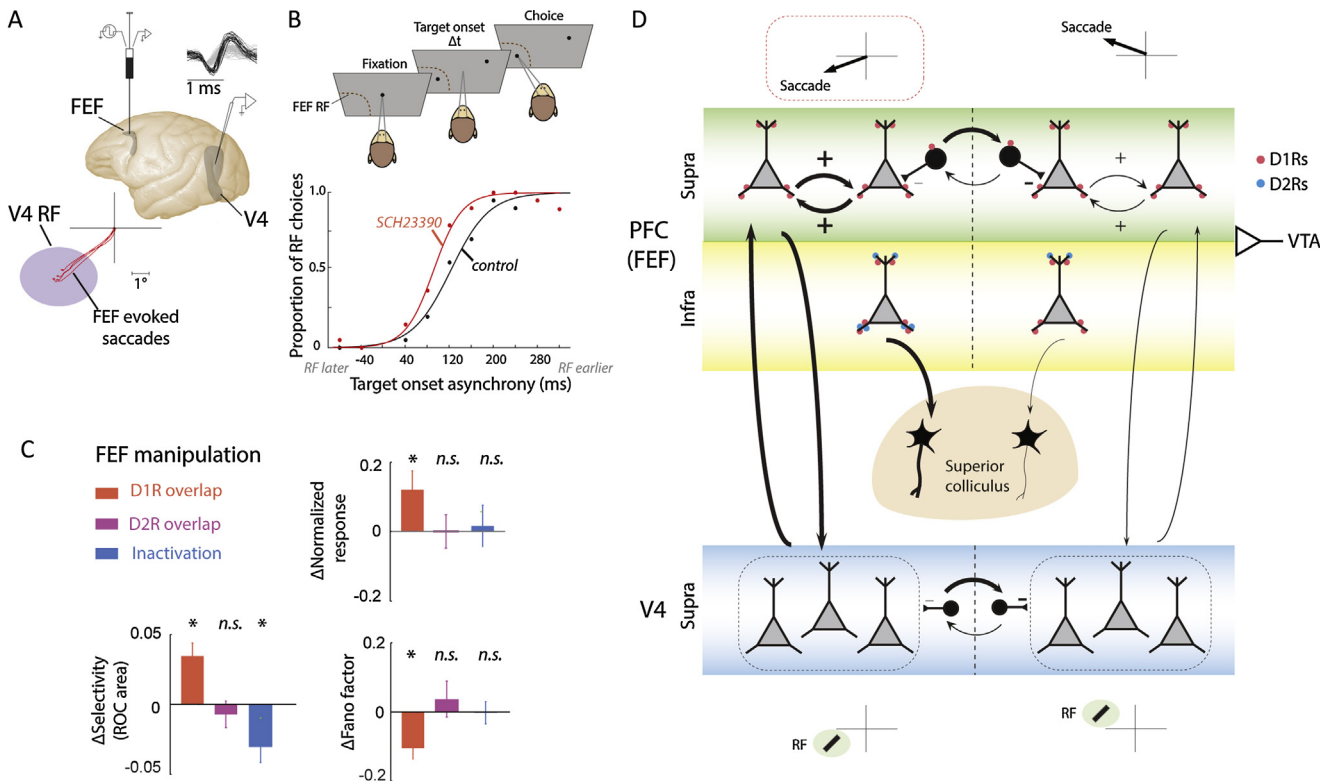 A
FEF
1 ms
V4 RF
V4
1°
FEF evoked
saccades
B
Choice
Target onset
Δt
Fixation
FEF RF
Proportion of RF choices
1.0
0.5
0
SCH23390
control
-40
40
120
200
280
RF later
RF earlier
Target onset asynchrony (ms)
C
FEF manipulation
D1R overlap
D2R overlap
Inactivation
ΔNormalized
response
0.2
0
-0.2
*
n.s.
n.s.
ΔSelectivity
(ROC area)
0.05
0
-0.05
*
n.s.
*
ΔFano factor
0.2
0
-0.2
*
n.s.
n.s.
D
Saccade
Saccade
PFC
(FEF)
Supra
+
+
–
-
+
+
D1Rs
D2Rs
VTA
Infra
Superior
colliculus
V4
Supra
–
-
RF
RF